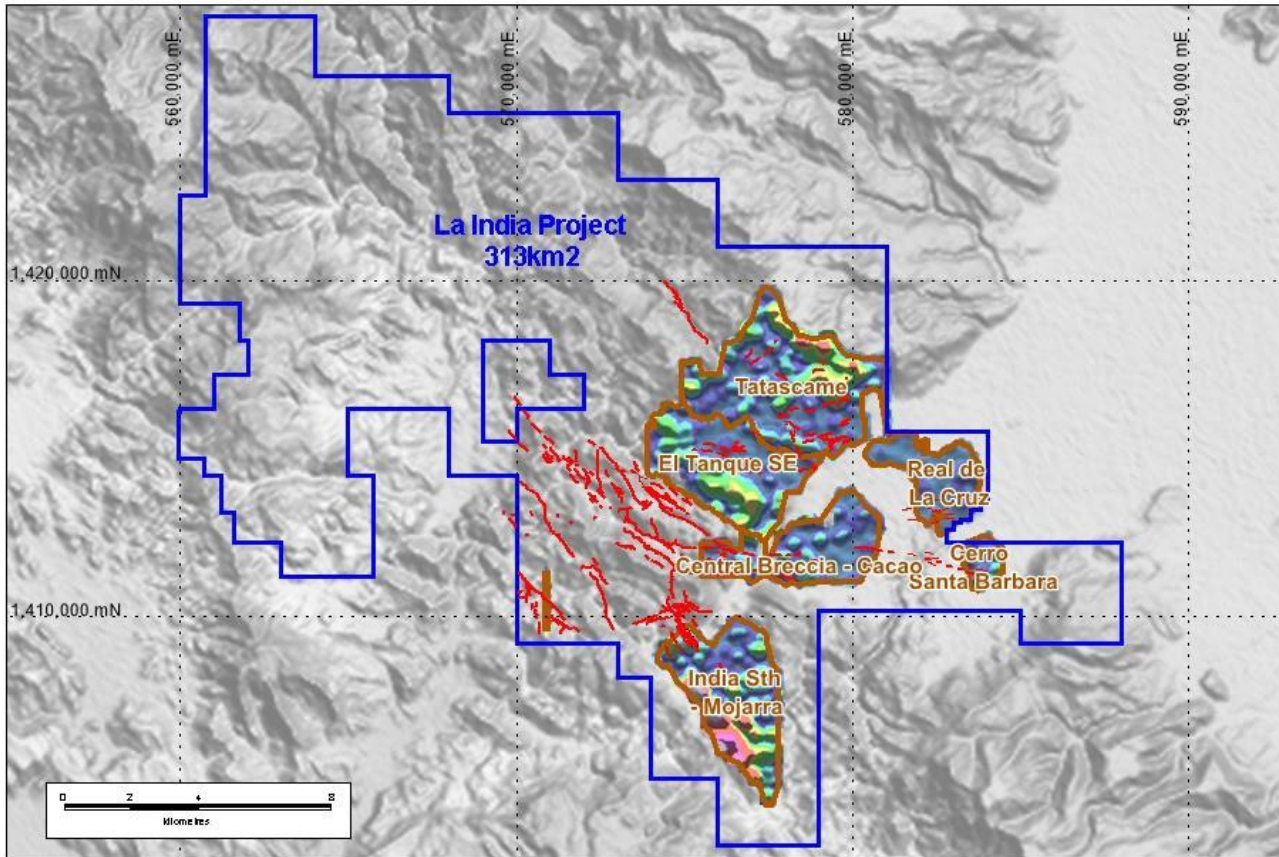 560,000 mE
570,000 mE
580,000 mE
590,000 mE
La India Project
313km2
1,420,000 mN
Tatascame
El Tanque SE
Real de
La Cruz
Central Breccia - Cacao
Cerro
Santa Barbara
1,410,000 mN
India Sth
- Mojarra
0 2 4 8
kilometres